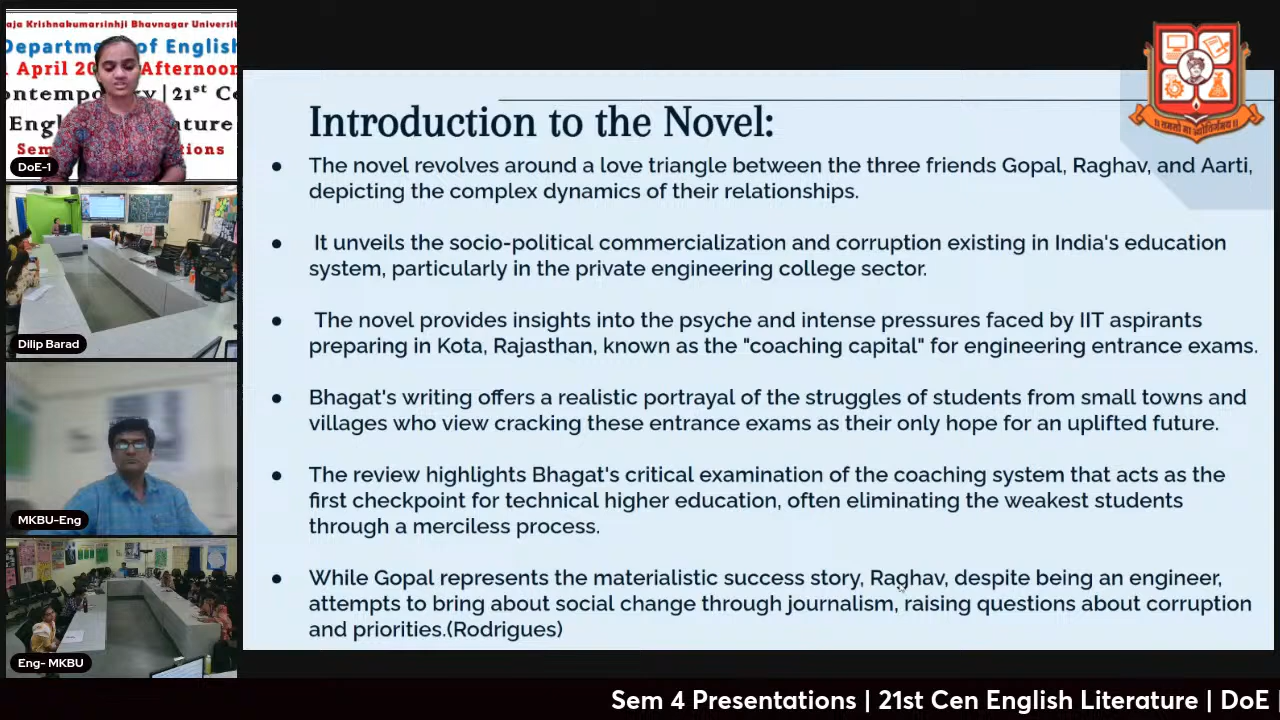 aja Krishnakumarsinhji Bhavnagar Universit
Department of English
April 20 Afternoon
ontemporary | 21st Ce
Engl ature
Sem tions
DoE-1
Dilip Barad
MKBU-Eng
Eng- MKBU
Introduction to the Novel:
● The novel revolves around a love triangle between the three friends Gopal, Raghav, and Aarti,
depicting the complex dynamics of their relationships.
● It unveils the socio-political commercialization and corruption existing in India's education
system, particularly in the private engineering college sector.
● The novel provides insights into the psyche and intense pressures faced by IIT aspirants
preparing in Kota, Rajasthan, known as the "coaching capital" for engineering entrance exams.
● Bhagat's writing offers a realistic portrayal of the struggles of students from small towns and
villages who view cracking these entrance exams as their only hope for an uplifted future.
● The review highlights Bhagat's critical examination of the coaching system that acts as the
first checkpoint for technical higher education, often eliminating the weakest students
through a merciless process.
● While Gopal represents the materialistic success story, Raghav, despite being an engineer,
attempts to bring about social change through journalism, raising questions about corruption
and priorities.(Rodrigues)
Sem 4 Presentations | 21st Cen English Literature | DoE |